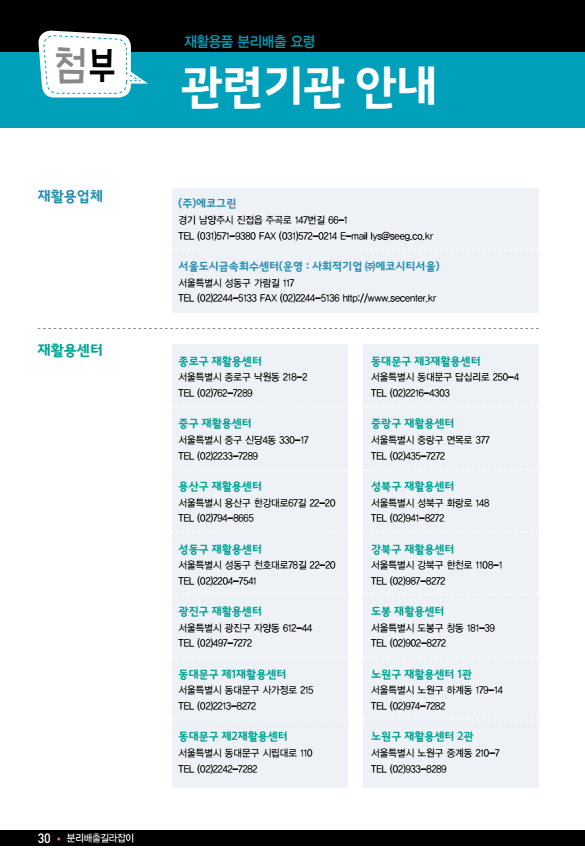 재활용품 분리배출 요령
첨부
관련기관 안내
재활용업체
(주)에코그린
경기 남양주시 진접읍 주곡로 147번길 66-1
TEL (031)571-9380 FAX (031)572-0214 E-mail lys@seeg.co.kr
서울도시금속회수센터(운영 : 사회적기업 ㈜에코시티서울)
서울특별시 성동구 가람길 117
TEL (02)2244-5133 FAX (02)2244-5136 http://www.secenter.kr
재활용센터
종로구 재활용센터
서울특별시 종로구 낙원동 218-2
TEL (02)762-7289
중구 재활용센터
서울특별시 중구 신당4동 330-17
TEL (02)2233-7289
용산구 재활용센터
서울특별시 용산구 한강대로67길 22-20
TEL (02)794-8665
성동구 재활용센터
서울특별시 성동구 천호대로78길 22-20
TEL (02)2204-7541
광진구 재활용센터
서울특별시 광진구 자양동 612-44
TEL (02)497-7272
동대문구 제1재활용센터
서울특별시 동대문구 사가정로 215
TEL (02)2213-8272
동대문구 제2재활용센터
서울특별시 동대문구 시립대로 110
TEL (02)2242-7282
동대문구 제3재활용센터
서울특별시 동대문구 답십리로 250-4
TEL (02)2216-4303
중랑구 재활용센터
서울특별시 중랑구 면목로 377
TEL (02)435-7272
성북구 재활용센터
서울특별시 성북구 화랑로 148
TEL (02)941-8272
강북구 재활용센터
서울특별시 강북구 한천로 1108-1
TEL (02)987-8272
도봉 재활용센터
서울특별시 도봉구 창동 181-39
TEL (02)902-8272
노원구 재활용센터 1관
서울특별시 노원구 하계동 179-14
TEL (02)974-7282
노원구 재활용센터 2관
서울특별시 노원구 중계동 210-7
TEL (02)933-8289
30 • 분리배출길라잡이